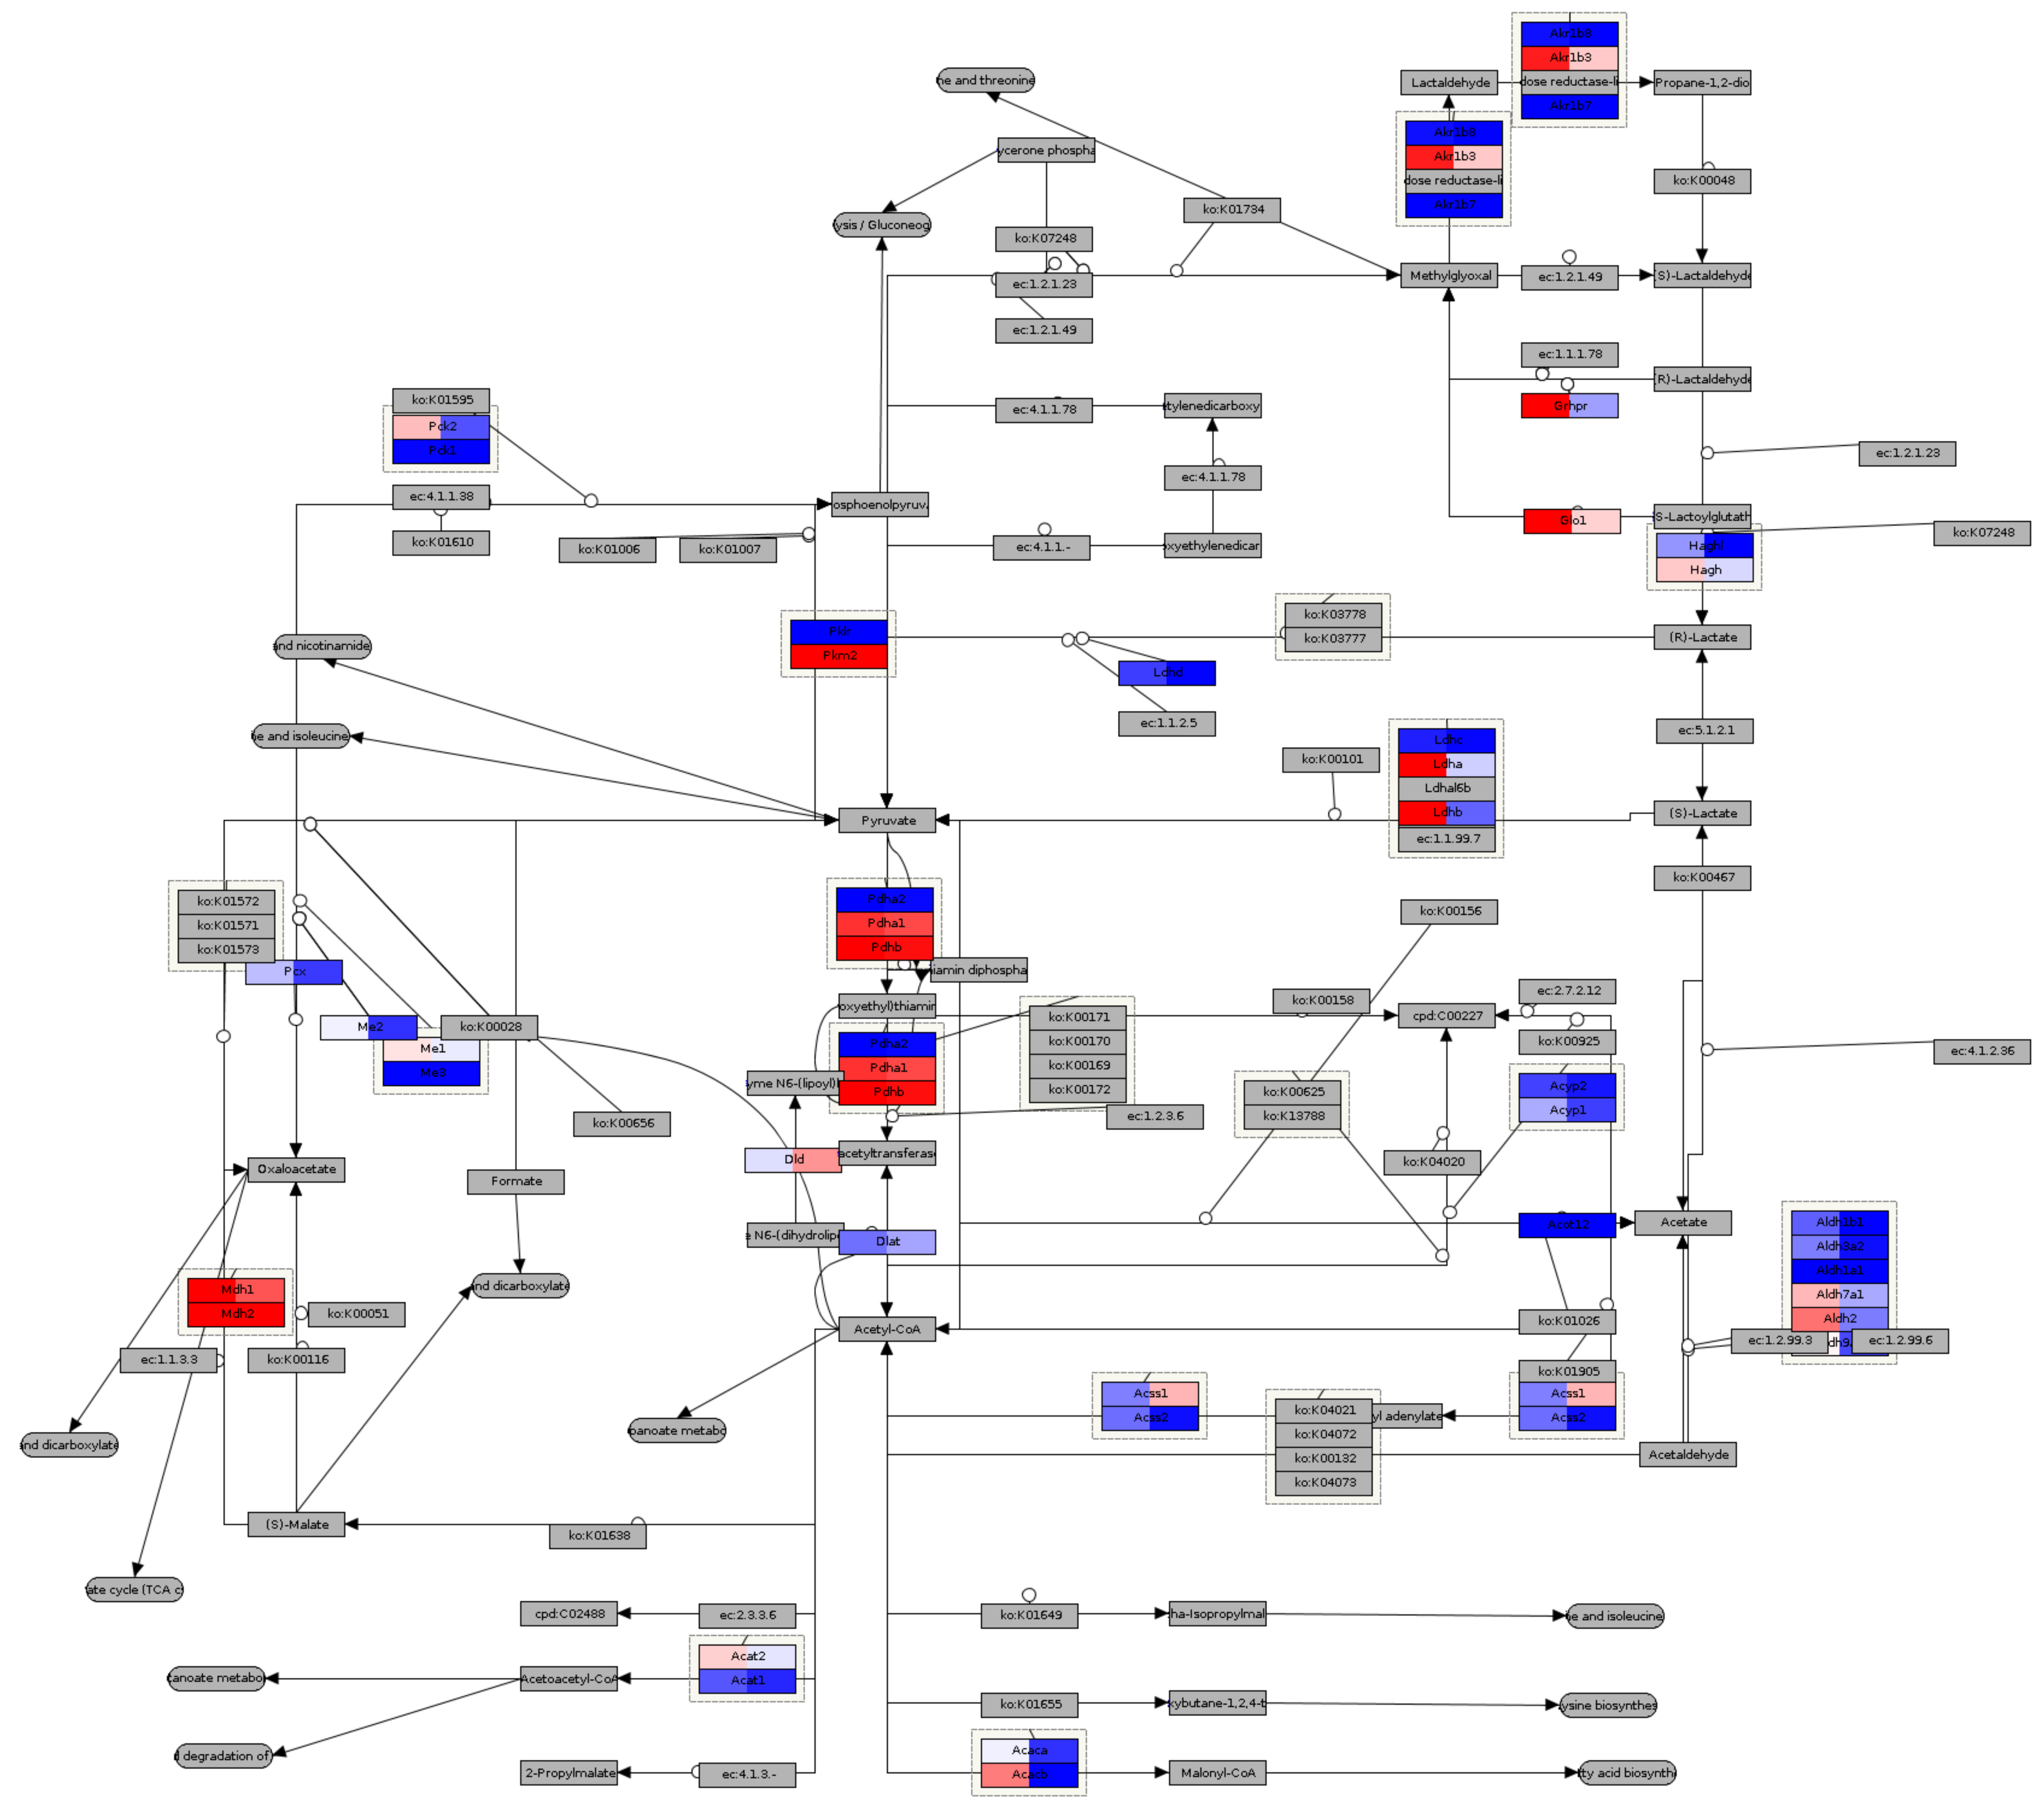 Akr1b8
Akr1b3
dose reductase-li
Akr1b7
ne and threonine
Lactaldehyde
Propane-1,2-dio
Akr1b8
Akr1b3
dose reductase-li
Akr1b7
ycerone phospha
ko:K00048
ko:K01734
ysis / Gluconeog
ko:K07248
Methylglyoxal
ec:1.2.1.49
(S)-Lactaldehyde
ec:1.2.1.23
ec:1.2.1.49
ec:1.1.1.78
(R)-Lactaldehyde
Grhpr
ko:K01595
Pck2
Pck1
ec:4.1.1.78
tylenedicarboxy
ec:1.2.1.23
ec:4.1.1.78
ec:4.1.1.38
osphoenolpyruv
Glo1
S-Lactoylglutath
ko:K07248
ko:K01610
ko:K01006
ko:K01007
ec:4.1.1.-
oxyethylenedicar
Haghl
Hagh
ko:K03778
ko:K03777
Pklr
Pkm2
(R)-Lactate
nd nicotinamide
Ldhd
ec:1.1.2.5
ec:5.1.2.1
ne and isoleucine
Ldhc
Ldha
Ldhal6b
Ldhb
ec:1.1.99.7
ko:K00101
Pyruvate
(S)-Lactate
ko:K00467
ko:K01572
ko:K01571
ko:K01573
Pdha2
Pdha1
Pdhb
ko:K00156
Pcx
iamin diphospha
ec:2.7.2.12
oxyethyl)thiamin
ko:K00158
cpd:C00227
ko:K00171
ko:K00170
ko:K00169
ko:K00172
Me2
ko:K00028
Me1
Me3
Pdha2
Pdha1
Pdhb
ko:K00925
ec:4.1.2.36
yme N6-(lipoyl)l
Acyp2
Acyp1
ko:K00625
ko:K13788
ko:K00656
ec:1.2.3.6
acetyltransferase
Dld
ko:K04020
Oxaloacetate
Formate
e N6-(dihydrolipo
Dlat
Acot12
Acetate
Aldh1b1
Aldh3a2
Aldh1a1
Aldh7a1
Aldh2
dh9
ec:1.2.99.3
ec:1.2.99.6
nd dicarboxylate
Mdh1
Mdh2
ko:K00051
ko:K01026
Acetyl-CoA
ec:1.1.3.3
ko:K00116
ko:K01905
Acss1
Acss2
Acss1
Acss2
ko:K04021
ko:K04072
ko:K00132
ko:K04073
yl adenylate
oanoate metabo
nd dicarboxylate
Acetaldehyde
(S)-Malate
ko:K01638
ate cycle (TCA c
cpd:C02488
ec:2.3.3.6
ko:K01649
ha-Isopropylmal
ne and isoleucine
Acat2
Acat1
tanoate metabo
Acetoacetyl-CoA
ko:K01655
xybutane-1,2,4-t
ysine biosynthes
d degradation of
Acaca
Acacb
2-Propylmalate
ec:4.1.3.-
Malonyl-CoA
tty acid biosynth